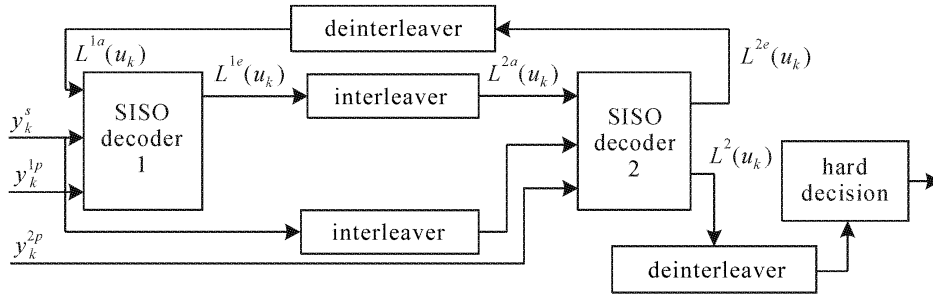 deinterleaver
L^{1a}(u_k)
L^{1e}(u_k)
L^{2a}(u_k)
L^{2e}(u_k)
interleaver
SISO
decoder
1
SISO
decoder
2
y_k^s
y_k^{1p}
y_k^{2p}
interleaver
L^2(u_k)
hard
decision
deinterleaver